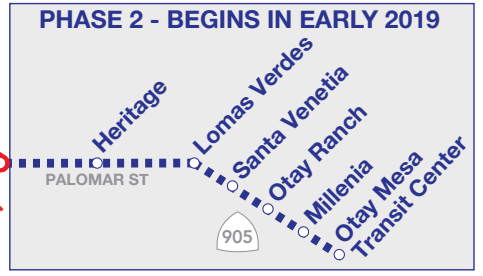 PHASE 2 - BEGINS IN EARLY 2019
Heritage
Lomas Verdes
Santa Venetia
Otay Ranch
Millenia
Otay Mesa
Transit Center
PALOMAR ST
905